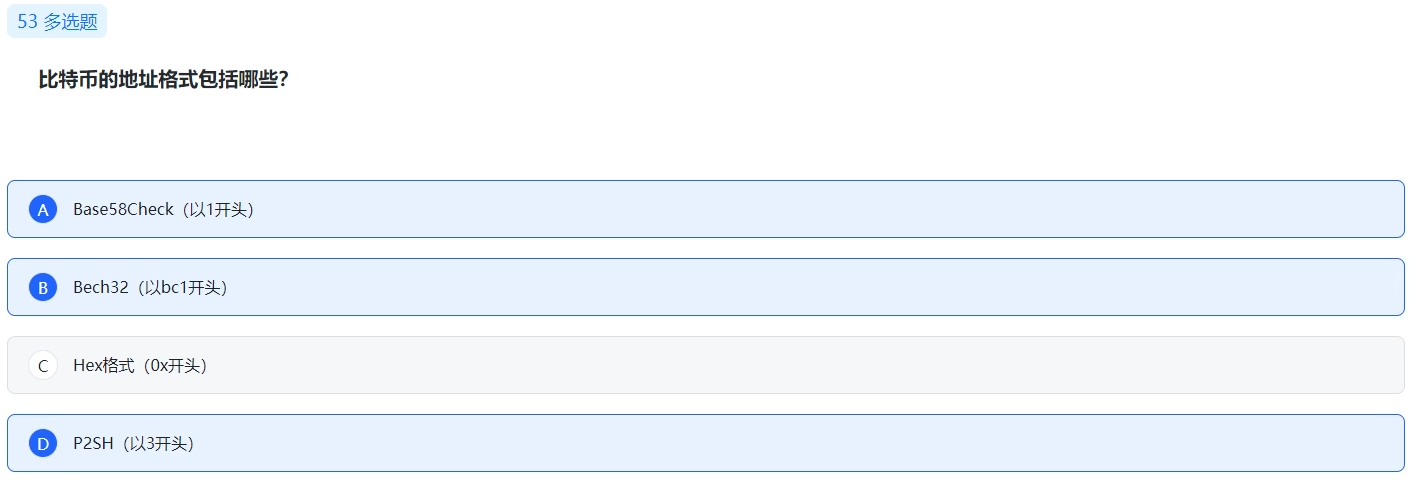 53 多选题
比特币的地址格式包括哪些？
A Base58Check（以1开头）
B Bech32（以bc1开头）
C Hex格式（0x开头）
D P2SH（以3开头）